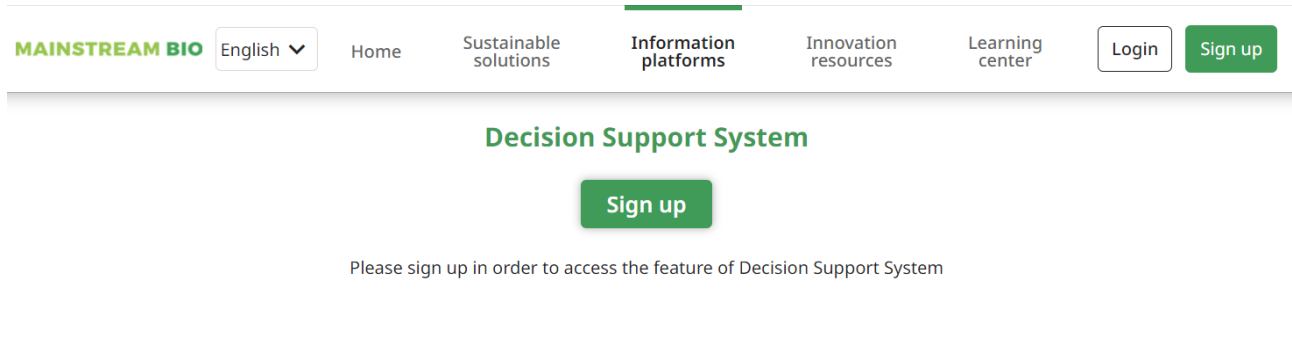 MAINSTREAM BIO
English
Home
Sustainable
solutions
Information
platforms
Innovation
resources
Learning
center
Login
Sign up
Decision Support System
Sign up
Please sign up in order to access the feature of Decision Support System